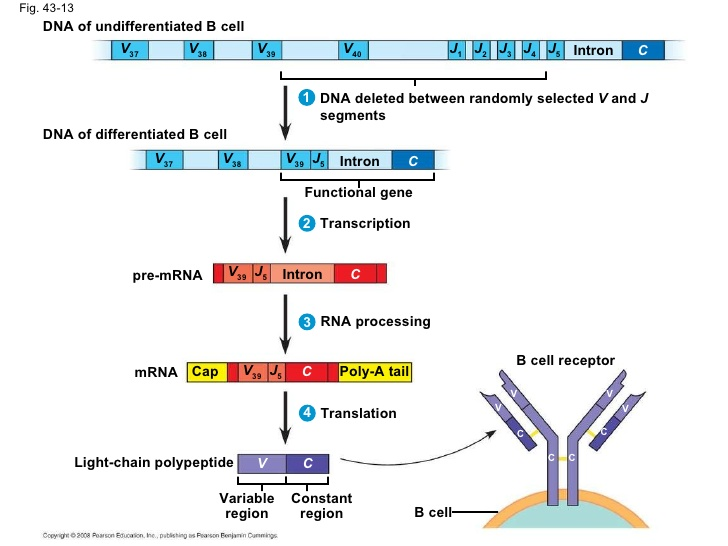 Fig. 43-13
DNA of undifferentiated B cell
V37 V38 V39 V40 J1 J2 J3 J4 J5 Intron C
1 DNA deleted between randomly selected V and J
segments
DNA of differentiated B cell
V37 V38 V39 J5 Intron C
Functional gene
2 Transcription
pre-mRNA V39 J5 Intron C
3 RNA processing
mRNA Cap V39 J5 C Poly-A tail
B cell receptor
4 Translation
V V V V
C C
C C
Light-chain polypeptide V C
Variable
region
Constant
region
B cell
Copyright © 2008 Pearson Education, Inc., publishing as Pearson Benjamin Cummings.